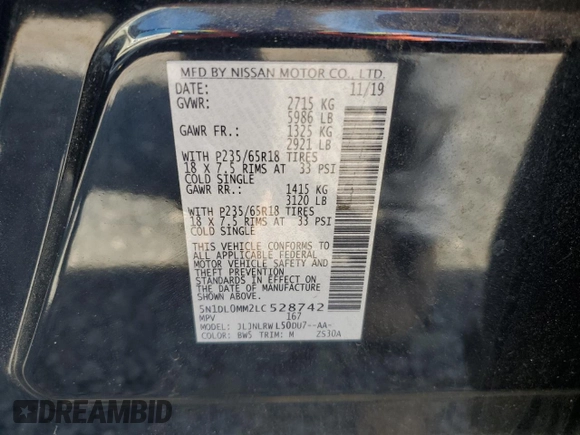 MFD BY NISSAN MOTOR CO., LTD.
DATE: 11/19
GVWR: 2715 KG
5986 LB
GAWR FR.: 1325 KG
2921 LB
WITH P235/65R18 TIRES
18 X 7.5 RIMS AT 33 PSI
COLD SINGLE
GAWR RR.: 1415 KG
3120 LB
WITH P235/65R18 TIRES
18 X 7.5 RIMS AT 33 PSI
COLD SINGLE
THIS VEHICLE CONFORMS TO
ALL APPLICABLE FEDERAL
MOTOR VEHICLE SAFETY AND
THEFT PREVENTION
STANDARDS IN EFFECT ON
THE DATE OF MANUFACTURE
SHOWN ABOVE.
5N1DL0MM2LC528742
MPV 167
MODEL: JLJNLRWL50DU7--AA-
COLOR: BW5 TRIM: M 2S30A
DREAMBID